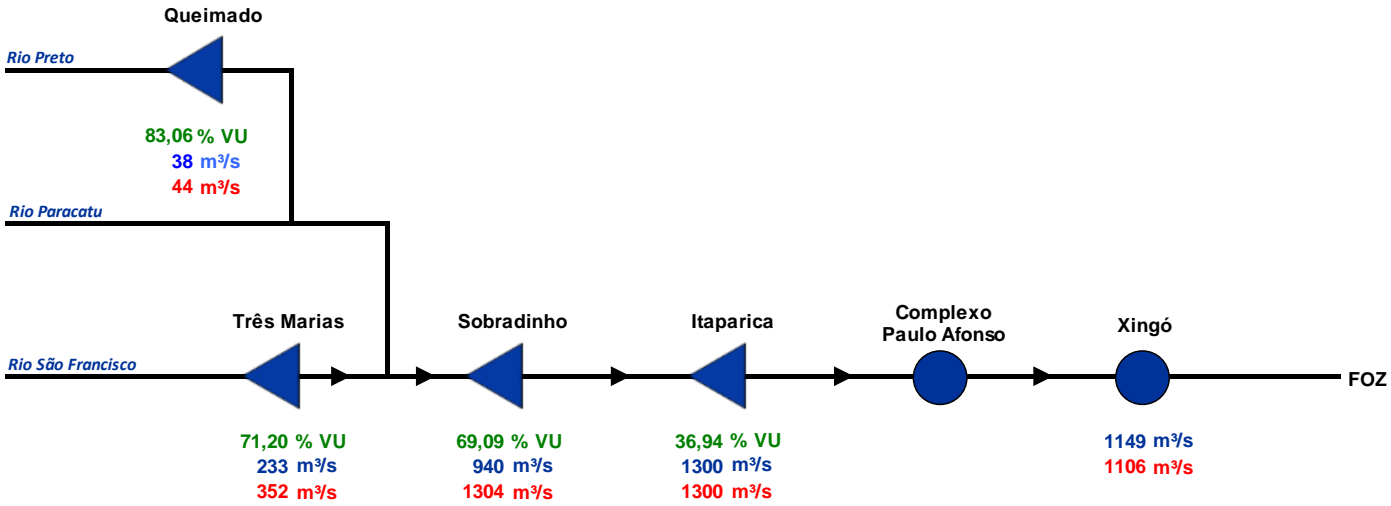 Queimado
Rio Preto
83,06 % VU
38 m³/s
44 m³/s
Rio Paracatu
Três Marias
Sobradinho
Itaparica
Complexo
Paulo Afonso
Xingó
Rio São Francisco
FOZ
71,20 % VU
233 m³/s
352 m³/s
69,09 % VU
940 m³/s
1304 m³/s
36,94 % VU
1300 m³/s
1300 m³/s
1149 m³/s
1106 m³/s